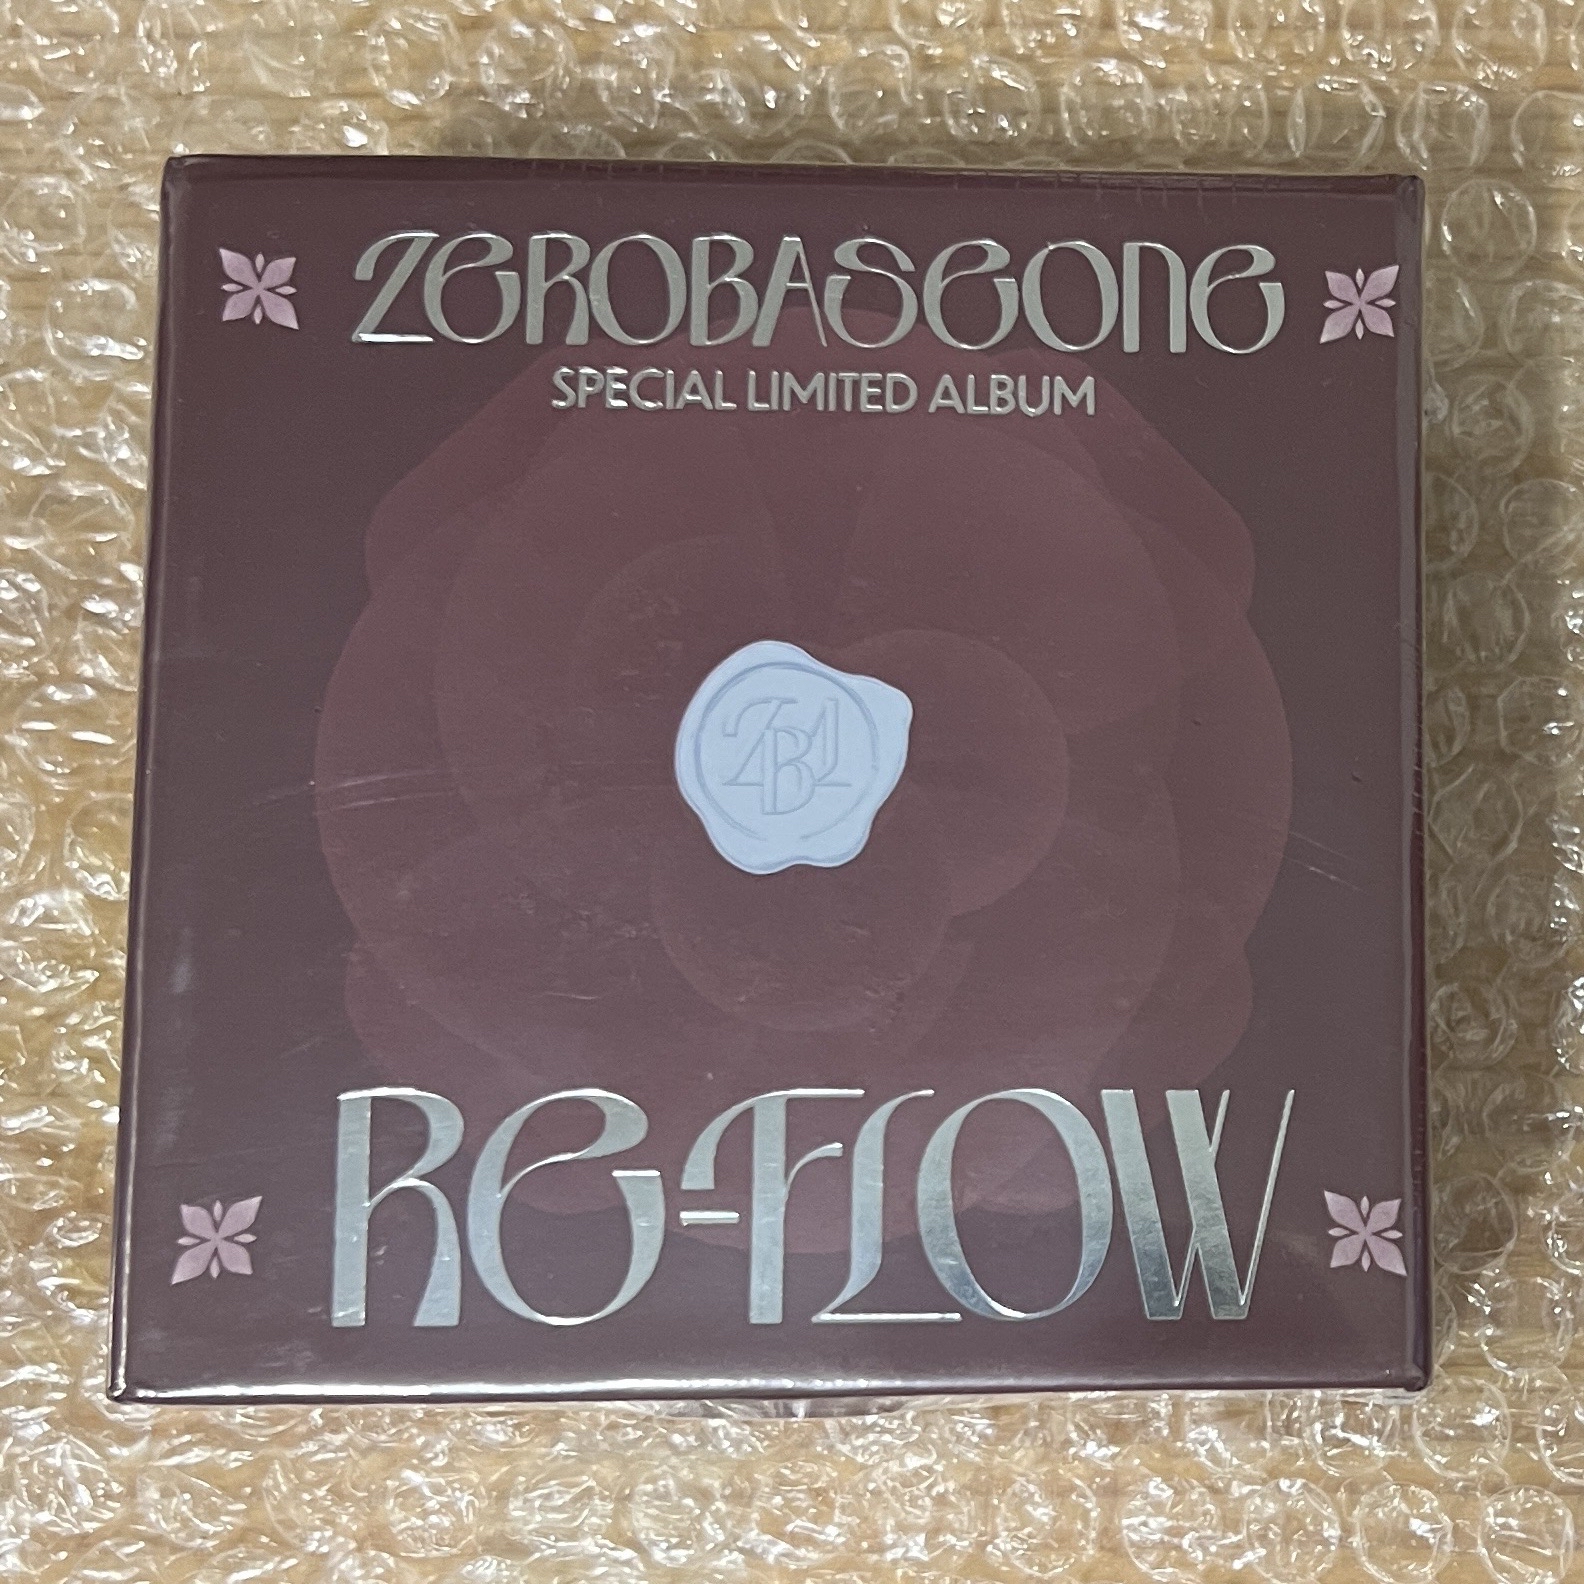 ZEROBASEONE
SPECIAL LIMITED ALBUM
ZB1
RE-FLOW